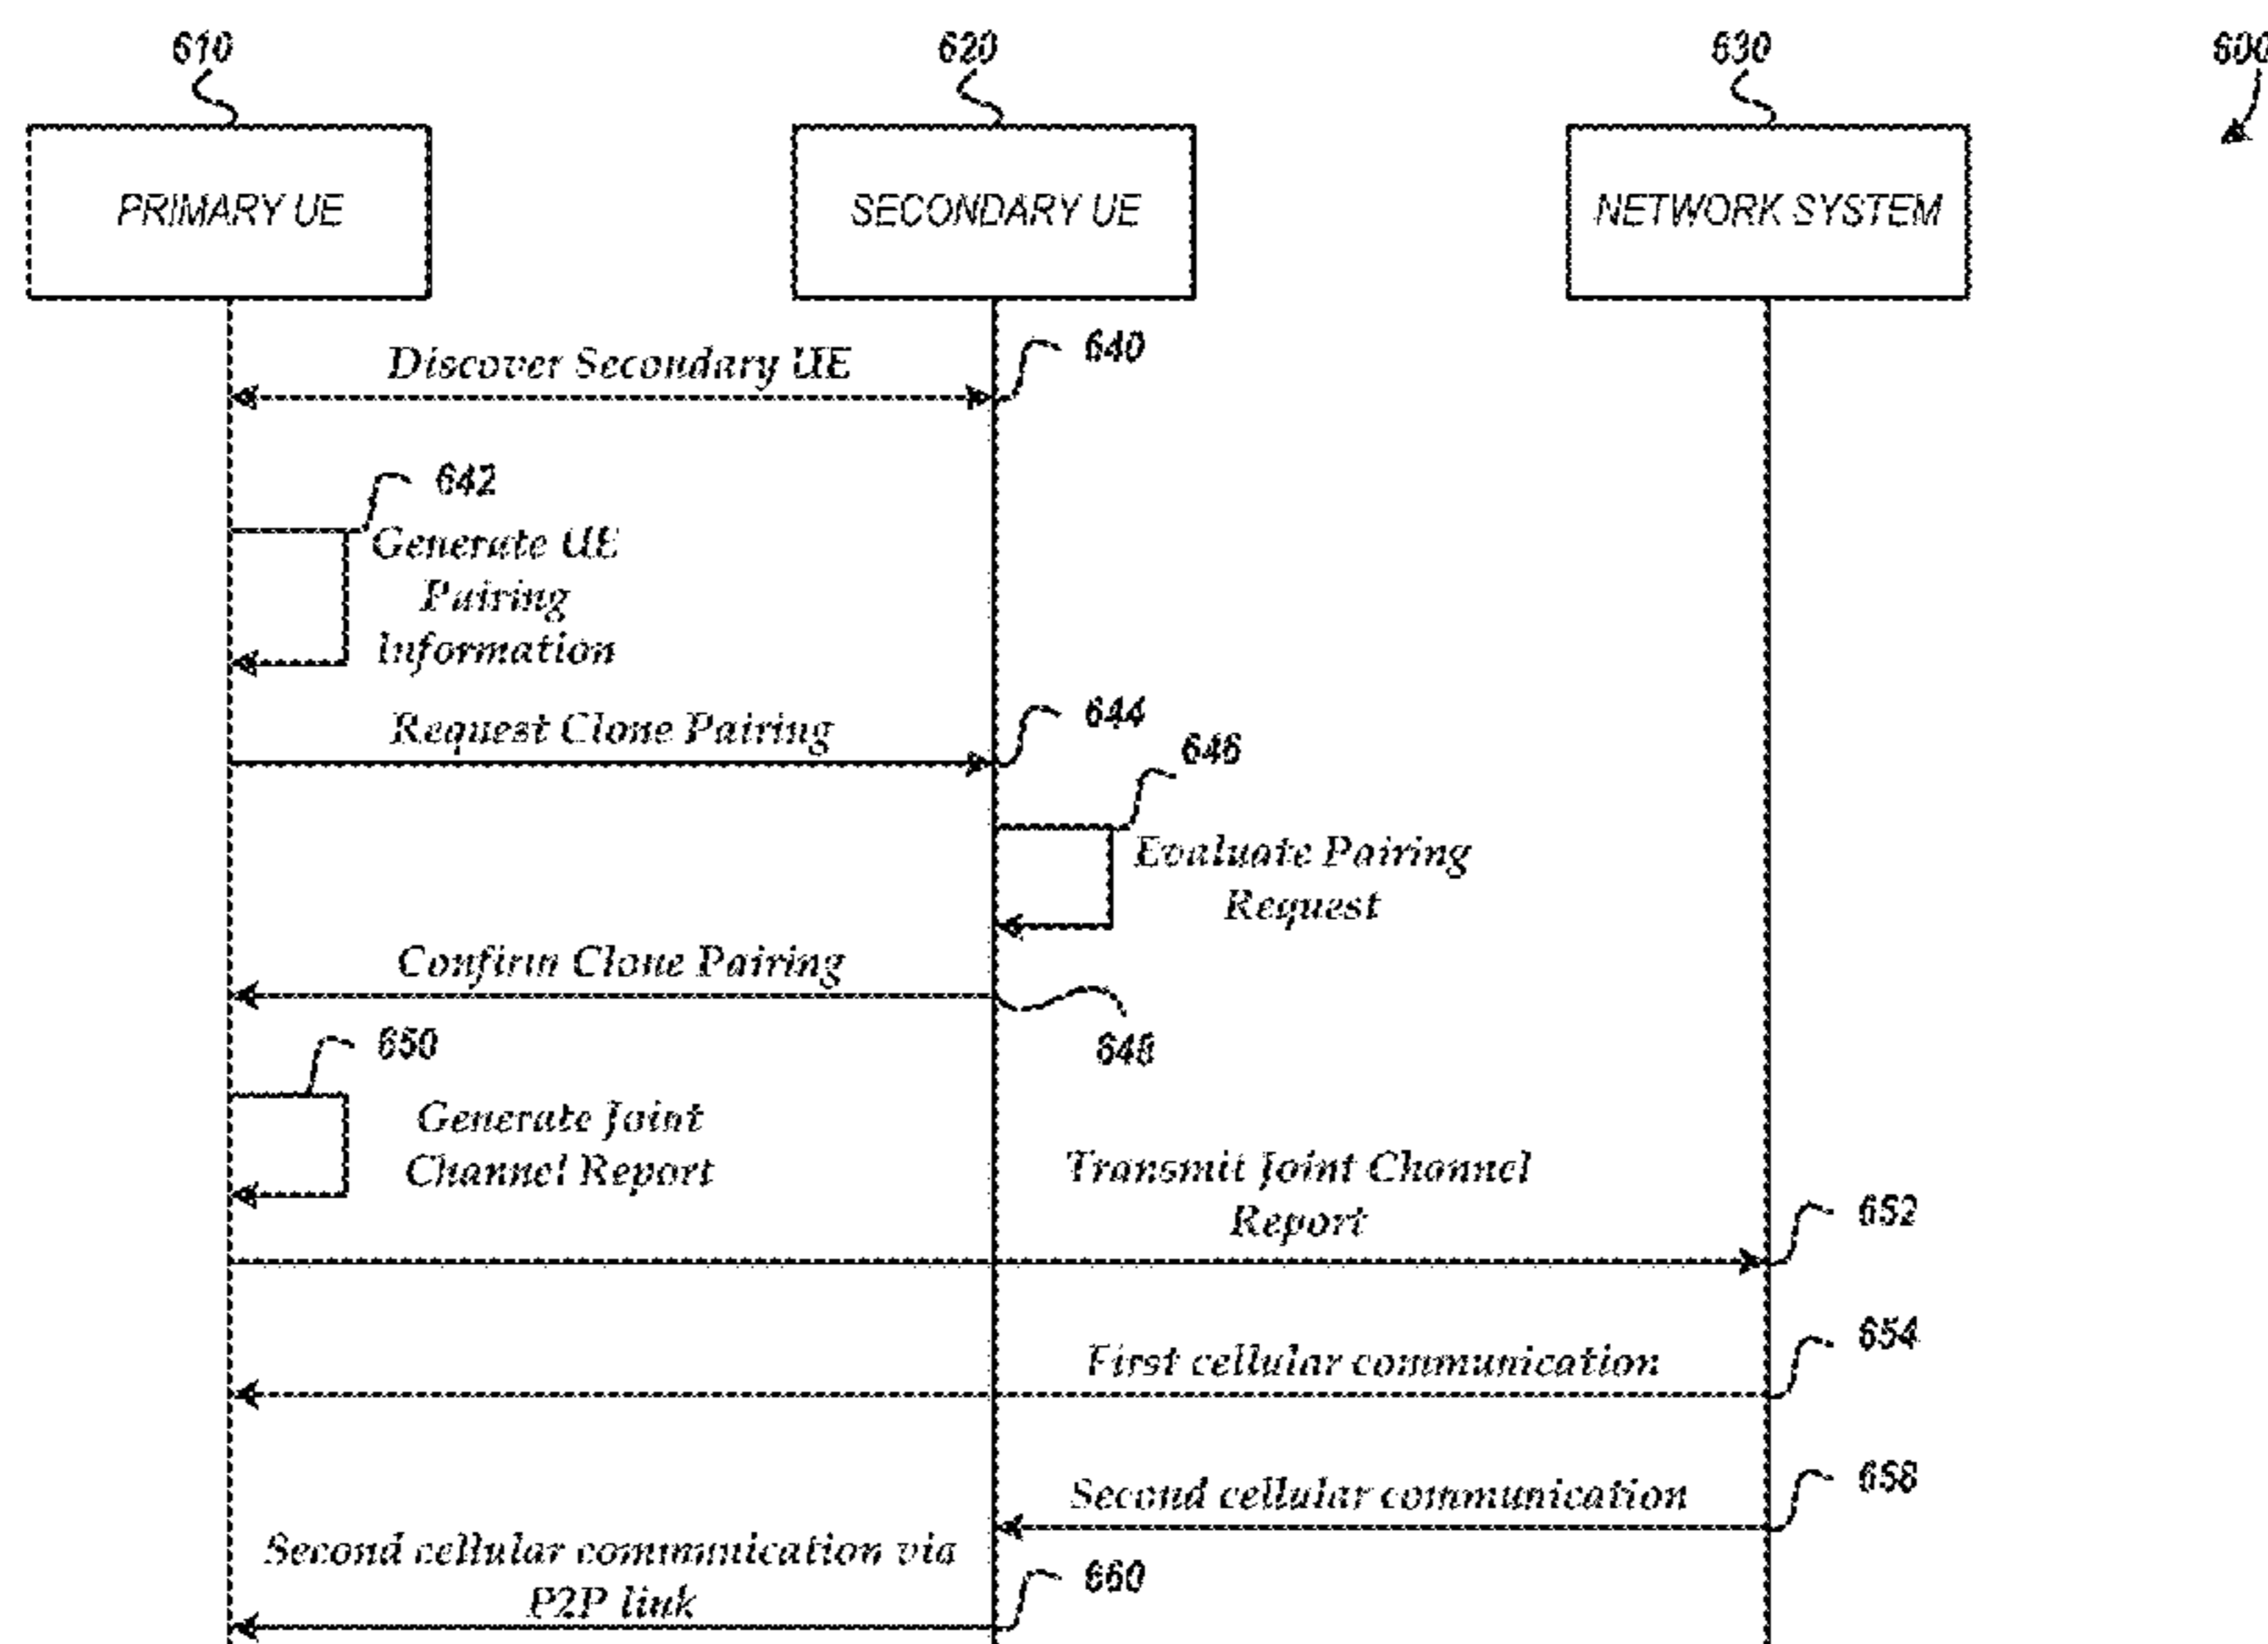 610
620
630
600
PRIMARY UE
SECONDARY UE
NETWORK SYSTEM
Discover Secondary UE
640
642
Generate UE
Pairing
Information
Request Clone Pairing
644
646
Evaluate Pairing
Request
Confirm Clone Pairing
648
650
Generate Joint
Channel Report
Transmit Joint Channel
Report
652
First cellular communication
654
Second cellular communication
658
Second cellular communication via
P2P link
660